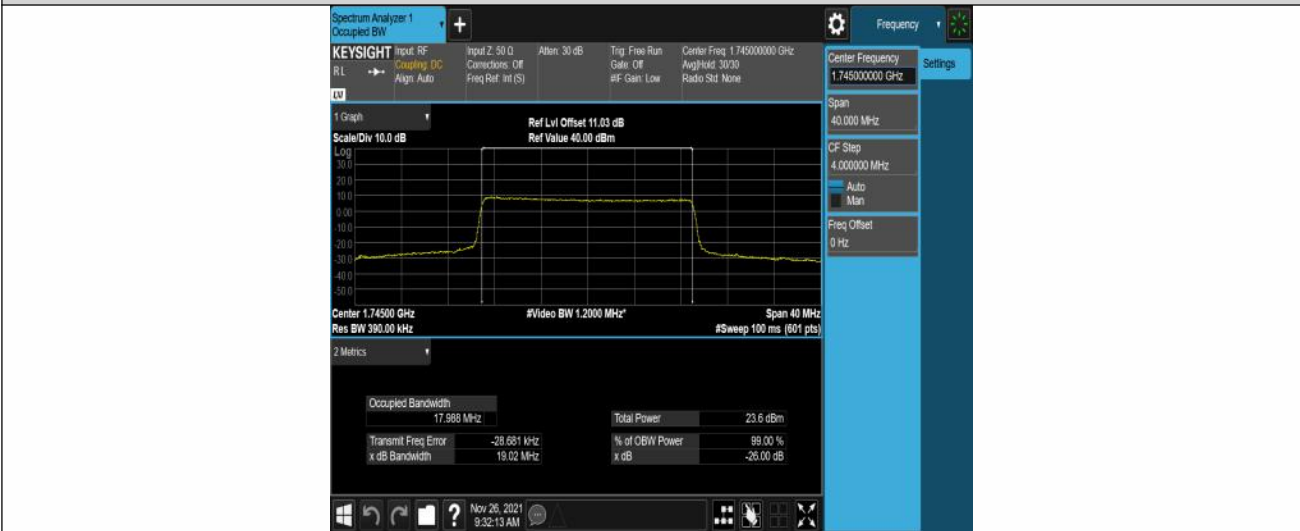 Spectrum Analyzer 1
Occupied BW
+
Frequency
KEYSIGHT Input: RF Input Z: 50 Ω Atten: 30 dB Trig: Free Run Center Freq: 1.745000000 GHz
RL Coupling: DC Corrections: Off Gate: Off Avg|Hold: 30/30
Align: Auto Freq Ref: Int (S) #IF Gain: Low Radio Std: None
LV
Center Frequency
1.745000000 GHz
Settings
Span
40.000 MHz
CF Step
4.000000 MHz
Auto
Man
Freq Offset
0 Hz
1 Graph
Ref Lvl Offset 11.03 dB
Scale/Div 10.0 dB Ref Value 40.00 dBm
Log
30.0
20.0
10.0
0.00
-10.0
-20.0
-30.0
-40.0
-50.0
Center 1.74500 GHz #Video BW 1.2000 MHz* Span 40 MHz
Res BW 390.00 kHz #Sweep 100 ms (601 pts)
2 Metrics
Occupied Bandwidth
17.988 MHz Total Power 23.6 dBm
Transmit Freq Error -28.681 kHz % of OBW Power 99.00 %
x dB Bandwidth 19.02 MHz x dB -26.00 dB
? Nov 26, 2021
9:32:13 AM